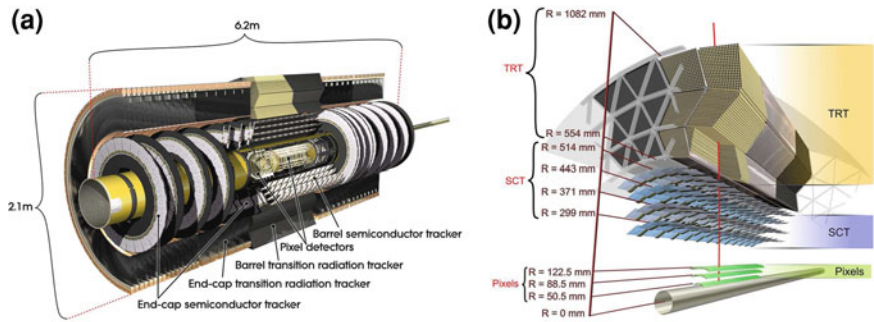 (a)
6.2m
2.1m
Barrel semiconductor tracker
Pixel detectors
Barrel transition radiation tracker
End-cap transition radiation tracker
End-cap semiconductor tracker
(b)
R = 1082 mm
TRT
TRT
R = 554 mm
R = 514 mm
SCT
R = 443 mm
R = 371 mm
R = 299 mm
SCT
R = 122.5 mm
Pixels
R = 88.5 mm
Pixels
R = 50.5 mm
R = 0 mm